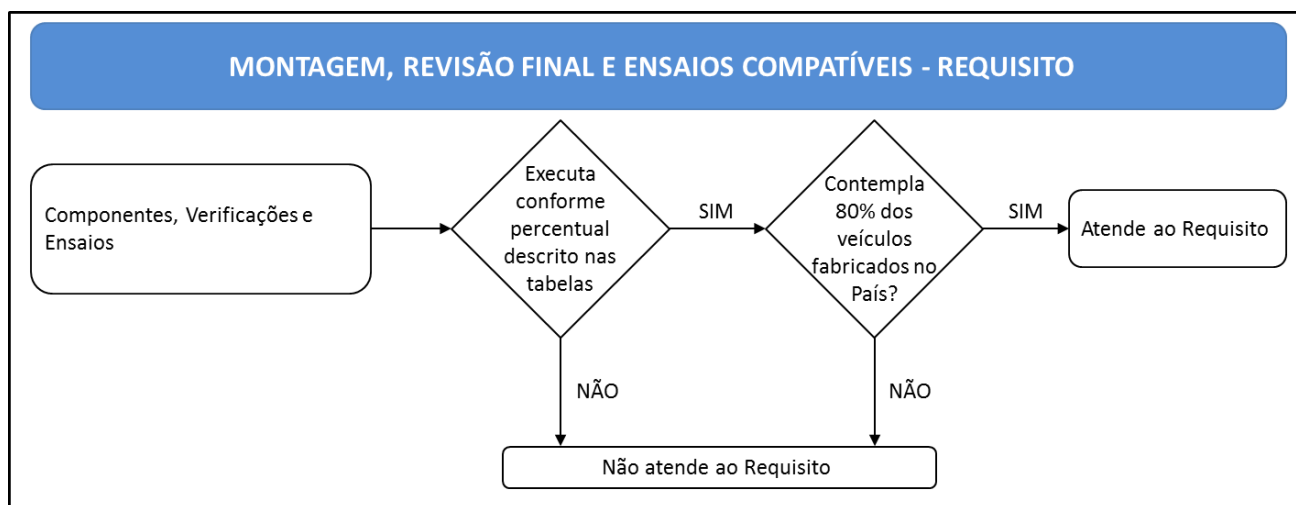 MONTAGEM, REVISÃO FINAL E ENSAIOS COMPATÍVEIS - REQUISITO
Componentes, Verificações e
Ensaios
Executa
conforme
percentual
descrito nas
tabelas
SIM
Contempla
80% dos
veículos
fabricados no
País?
SIM
Atende ao Requisito
NÃO
NÃO
Não atende ao Requisito